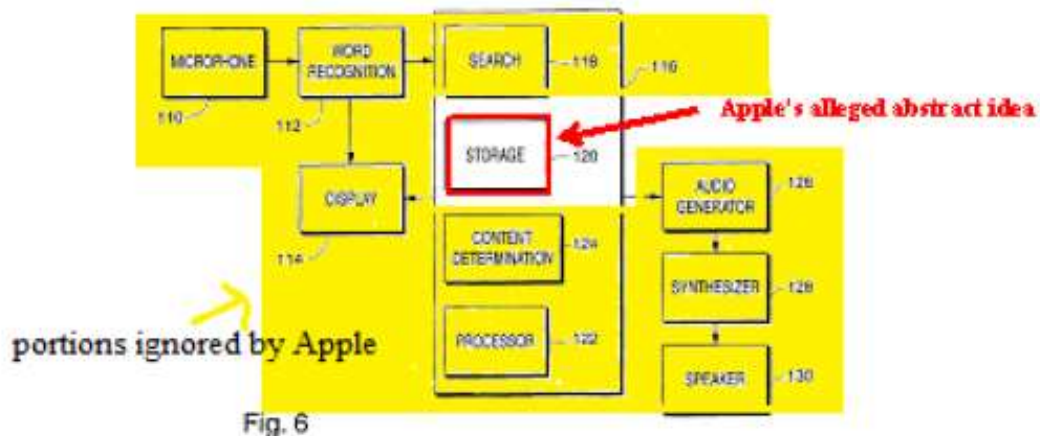 MICROPHONE
110
WORD
RECOGNITION
112
SEARCH
118
116
Apple's alleged abstract idea
STORAGE
120
DISPLAY
114
AUDIO
GENERATOR
126
CONTENT
DETERMINATION
124
SYNTHESIZER
128
portions ignored by Apple
PROCESSOR
122
SPEAKER
130
Fig. 6